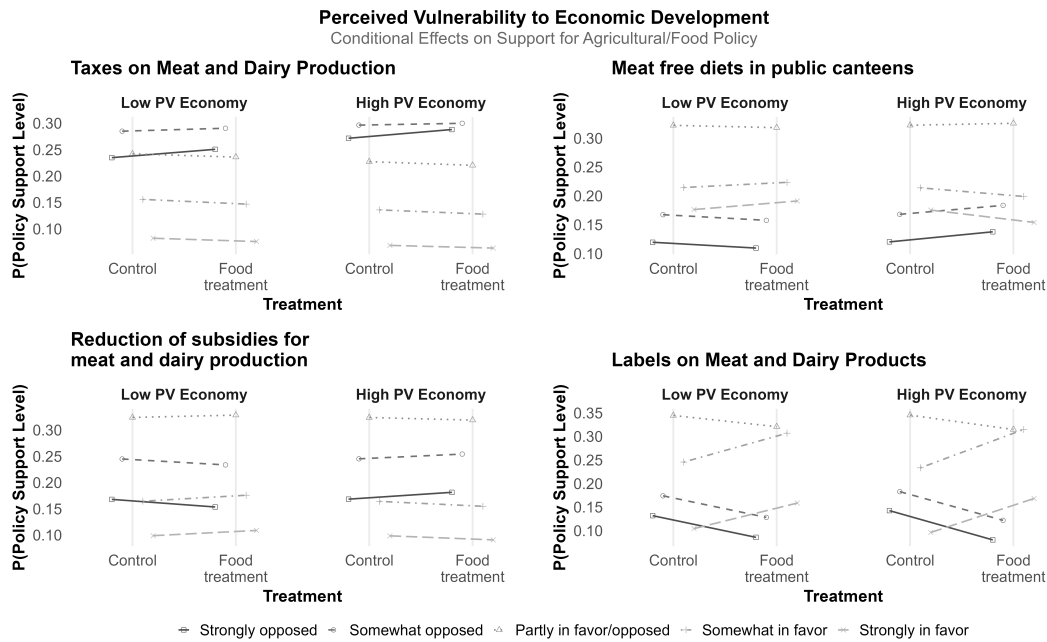 Perceived Vulnerability to Economic Development
Conditional Effects on Support for Agricultural/Food Policy
Taxes on Meat and Dairy Production
P(Policy Support Level)
Low PV Economy
High PV Economy
0.30
0.25
0.20
0.15
0.10
Control
Food
treatment
Control
Food
treatment
Treatment
Meat free diets in public canteens
P(Policy Support Level)
Low PV Economy
High PV Economy
0.30
0.25
0.20
0.15
0.10
Control
Food
treatment
Control
Food
treatment
Treatment
Reduction of subsidies for
meat and dairy production
P(Policy Support Level)
Low PV Economy
High PV Economy
0.30
0.25
0.20
0.15
0.10
Control
Food
treatment
Control
Food
treatment
Treatment
Labels on Meat and Dairy Products
P(Policy Support Level)
Low PV Economy
High PV Economy
0.35
0.30
0.25
0.20
0.15
0.10
Control
Food
treatment
Control
Food
treatment
Treatment
Strongly opposed
Somewhat opposed
Partly in favor/opposed
Somewhat in favor
Strongly in favor